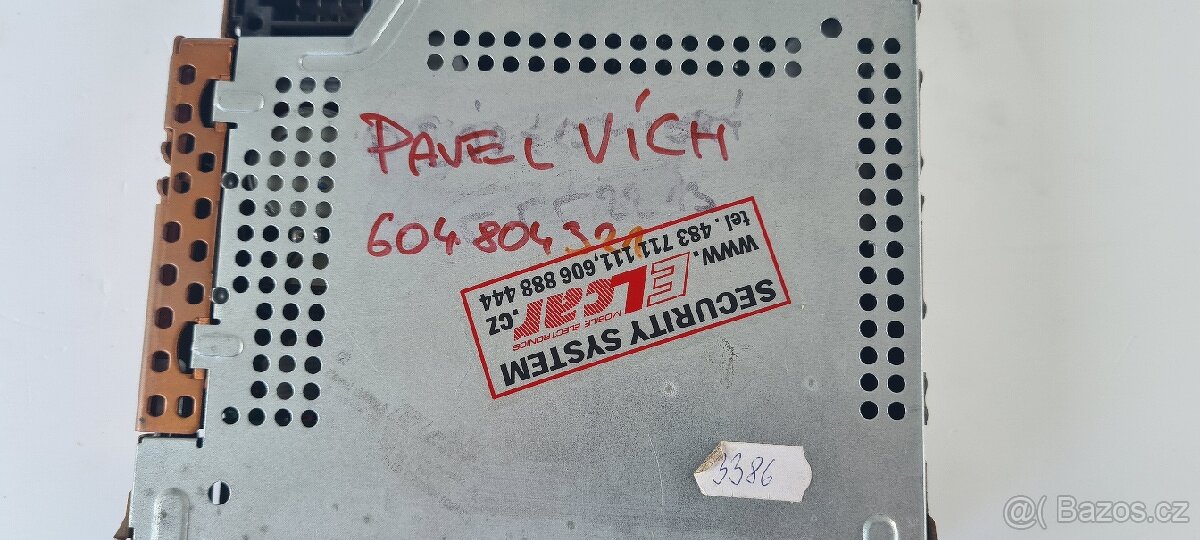 PAVEL VÍCH
604 804 321
SECURITY SYSTEM
ELcar.cz
MOBILE ELECTRONICS
www.
tel. 483 711 111, 606 888 444
3386
@ Bazos.cz